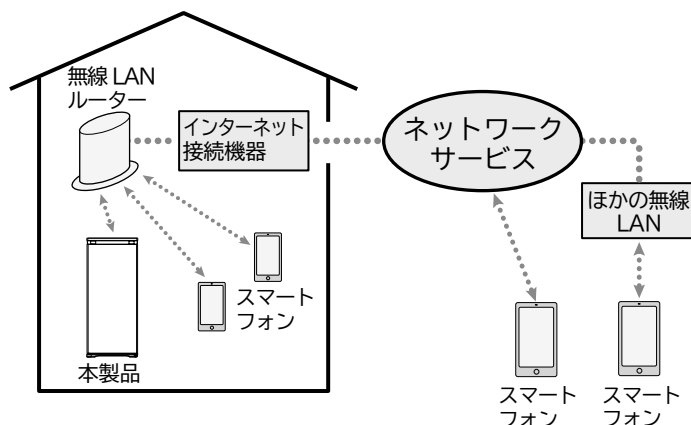 無線 LAN
ルーター
インターネット
接続機器
ネットワーク
サービス
ほかの無線
LAN
スマート
フォン
本製品
スマート
フォン
スマート
フォン